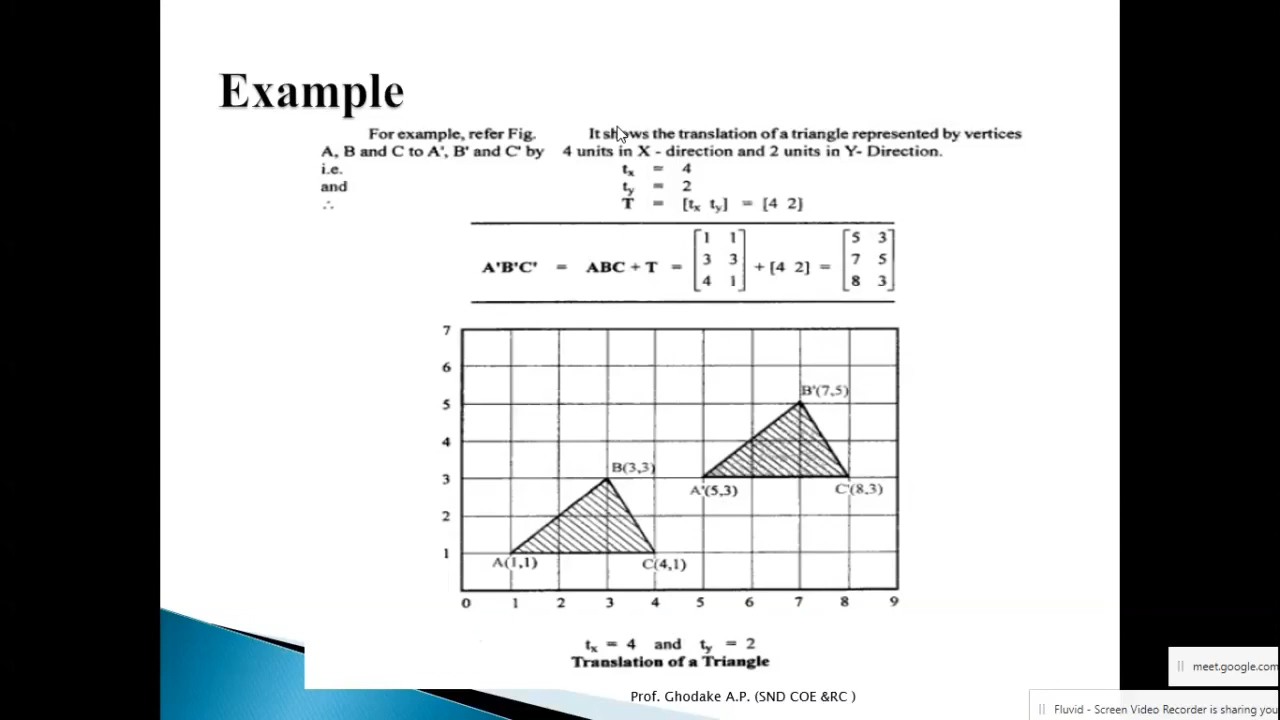 Example
For example, refer Fig. It shows the translation of a triangle represented by vertices
A, B and C to A', B' and C' by 4 units in X - direction and 2 units in Y- Direction.
i.e. tx = 4
and ty = 2
∴ T = [tx ty] = [4 2]
A'B'C' = ABC + T = [1 1 3 3 4 1] + [4 2] = [5 3 7 5 8 3]
7
6
B'(7,5)
5
4
B(3,3)
3
A'(5,3) C'(8,3)
2
1
A(1,1) C(4,1)
0 1 2 3 4 5 6 7 8 9
tx = 4 and ty = 2
Translation of a Triangle
Prof. Ghodake A.P. (SND COE &RC )
meet.google.com
Fluvid - Screen Video Recorder is sharing you